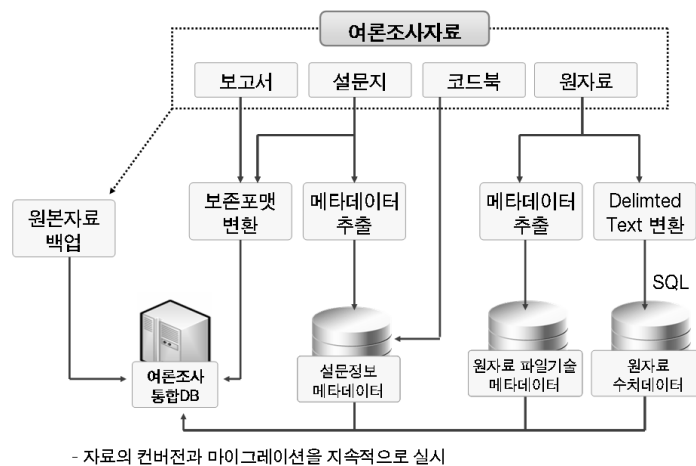 여론조사자료
보고서
설문지
코드북
원자료
원본자료
백업
보존포맷
변환
메타데이터
추출
메타데이터
추출
Delimted
Text 변환
SQL
여론조사
통합DB
설문정보
메타데이터
원자료 파일기술
메타데이터
원자료
수치데이터
- 자료의 컨버전과 마이그레이션을 지속적으로 실시